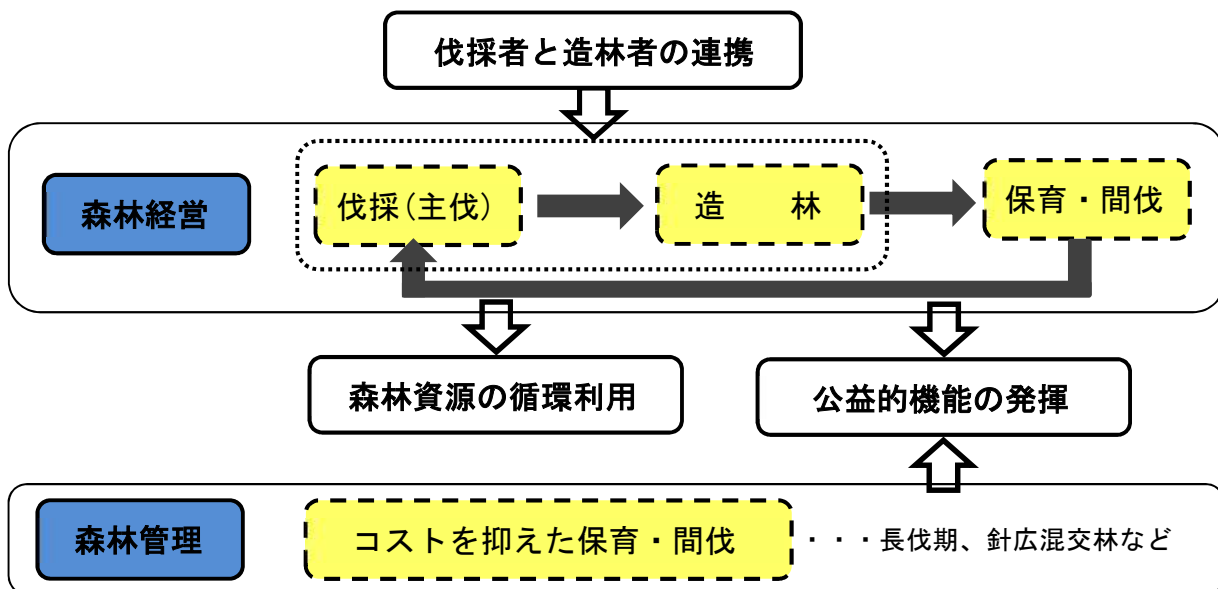 伐採者と造林者の連携
森林経営
伐採(主伐)
造　　林
保育・間伐
森林資源の循環利用
公益的機能の発揮
森林管理
コストを抑えた保育・間伐
・・・長伐期、針広混交林など